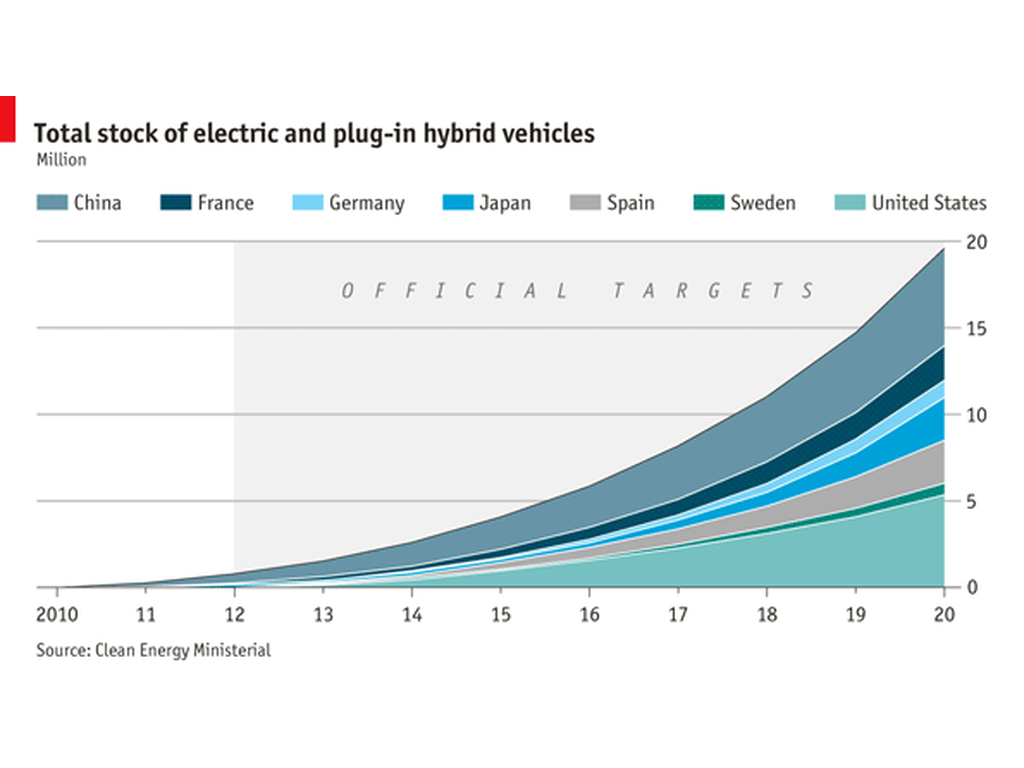 Total stock of electric and plug-in hybrid vehicles
Million
China France Germany Japan Spain Sweden United States
20
OFFICIAL TARGETS
15
10
5
0
2010 11 12 13 14 15 16 17 18 19 20
Source: Clean Energy Ministerial